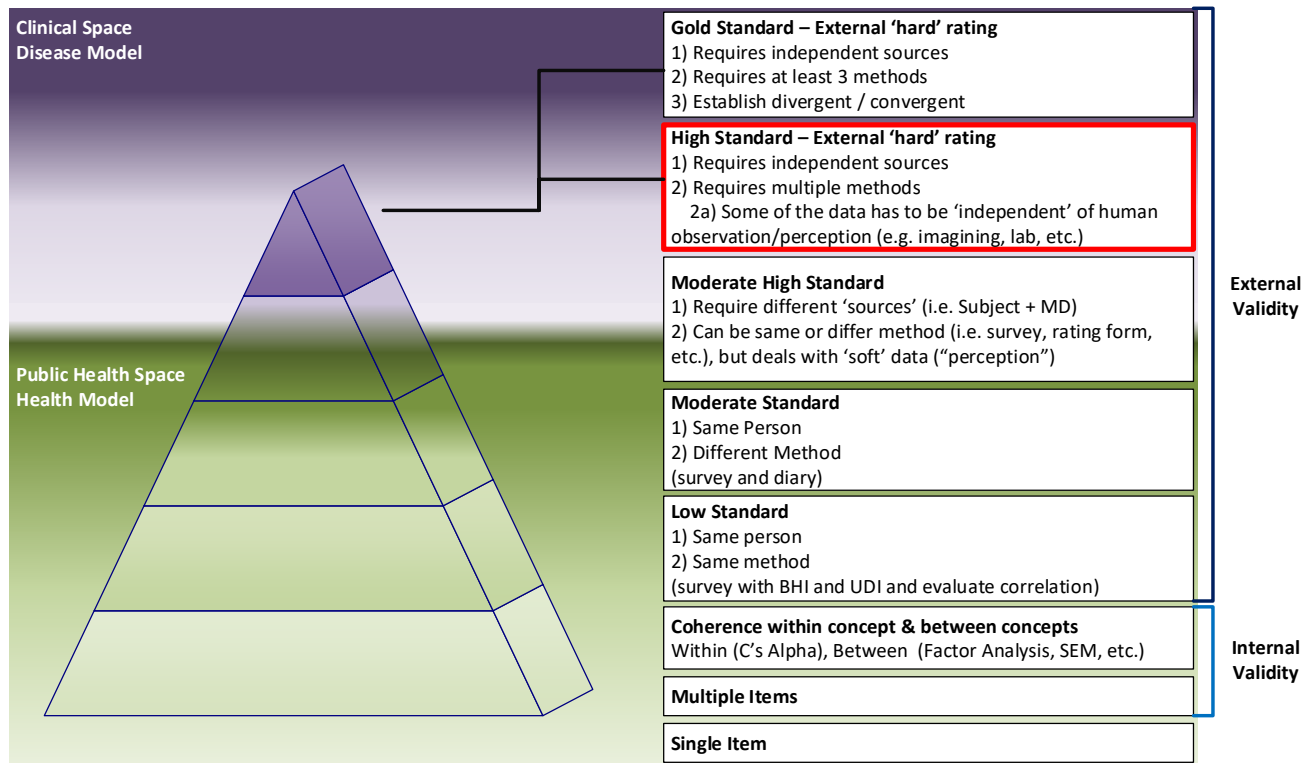 Clinical Space
Disease Model
Gold Standard – External ‘hard’ rating
1) Requires independent sources
2) Requires at least 3 methods
3) Establish divergent / convergent
High Standard – External ‘hard’ rating
1) Requires independent sources
2) Requires multiple methods
2a) Some of the data has to be ‘independent’ of human
observation/perception (e.g. imagining, lab, etc.)
Moderate High Standard
1) Require different ‘sources’ (i.e. Subject + MD)
2) Can be same or differ method (i.e. survey, rating form,
etc.), but deals with ‘soft’ data (“perception”)
External
Validity
Public Health Space
Health Model
Moderate Standard
1) Same Person
2) Different Method
(survey and diary)
Low Standard
1) Same person
2) Same method
(survey with BHI and UDI and evaluate correlation)
Coherence within concept & between concepts
Within (C’s Alpha), Between (Factor Analysis, SEM, etc.)
Internal
Validity
Multiple Items
Single Item